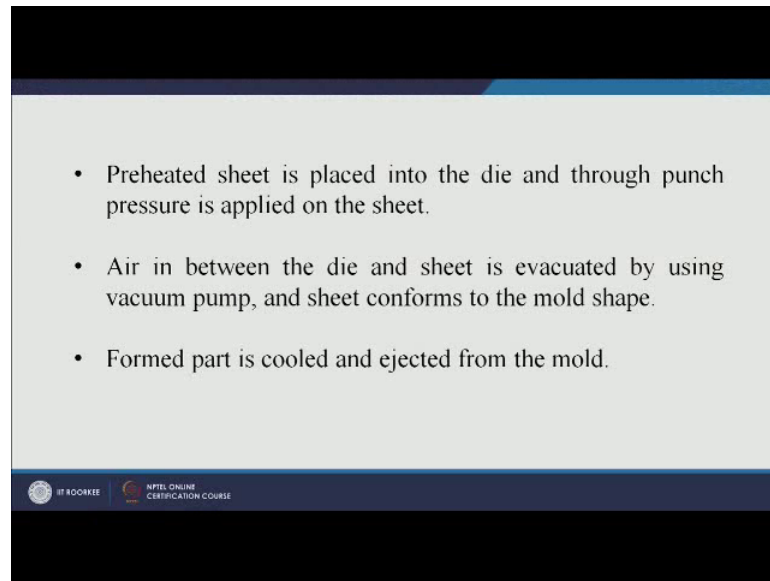 • Preheated sheet is placed into the die and through punch
pressure is applied on the sheet.
• Air in between the die and sheet is evacuated by using
vacuum pump, and sheet conforms to the mold shape.
• Formed part is cooled and ejected from the mold.
IIT ROORKEE
NPTEL ONLINE
CERTIFICATION COURSE